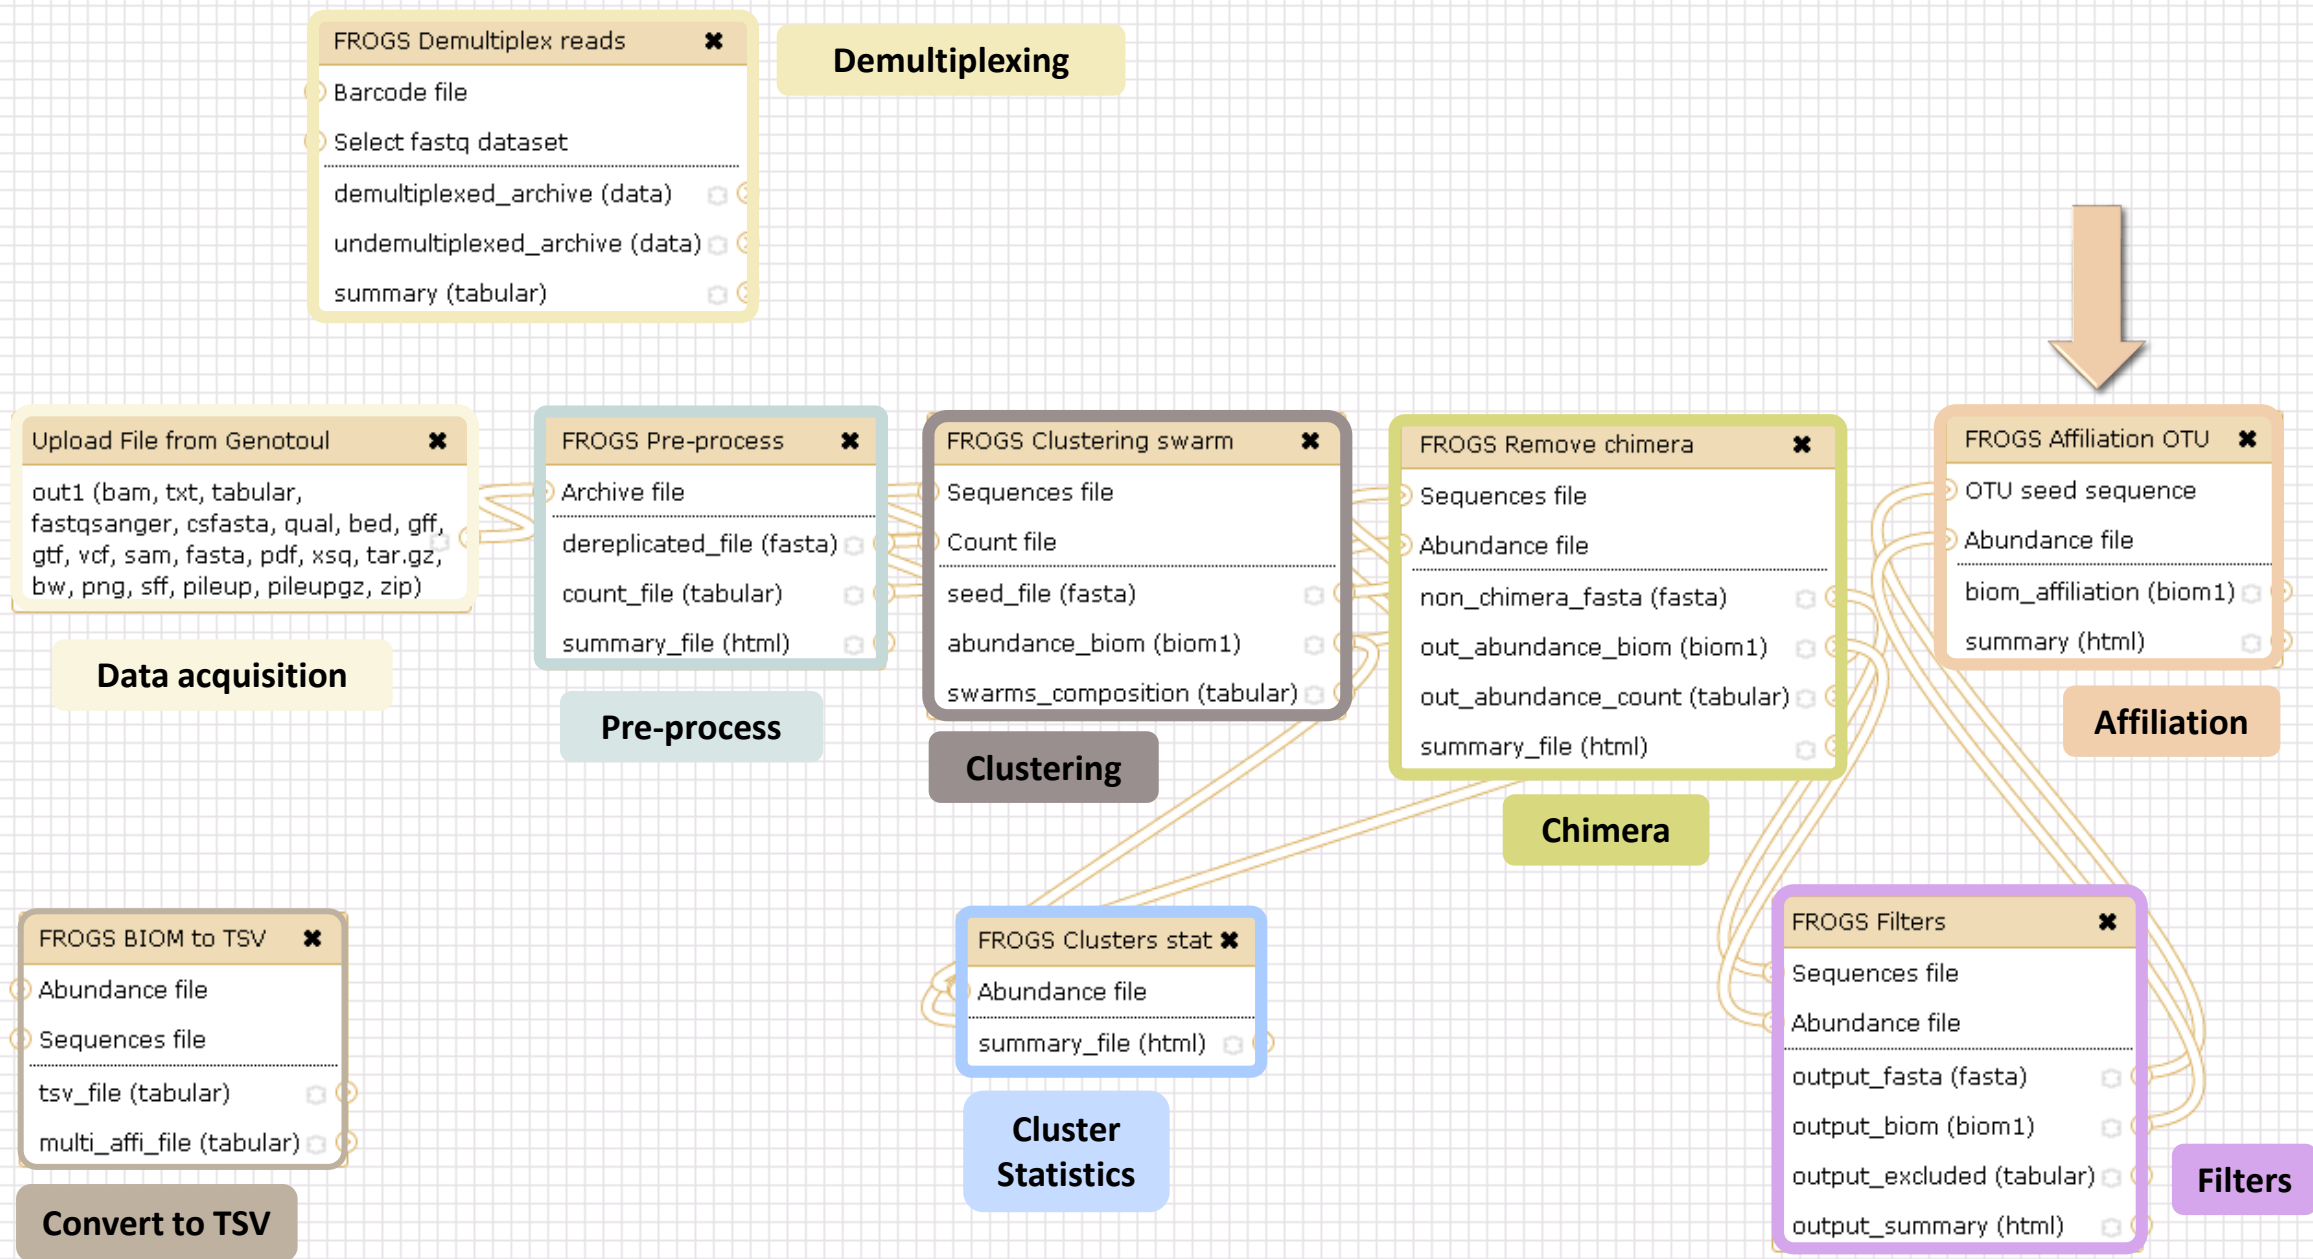 FROGS Demultiplex reads
Barcode file
Select fastq dataset
demultiplexed_archive (data)
undemultiplexed_archive (data)
summary (tabular)
Demultiplexing
Upload File from Genotoul
out1 (bam, txt, tabular,
fastqsanger, csfasta, qual, bed, gff,
gtf, vcf, sam, fasta, pdf, xsq, tar.gz,
bw, png, sff, pileup, pileupgz, zip)
Data acquisition
FROGS Pre-process
Archive file
dereplicated_file (fasta)
count_file (tabular)
summary_file (html)
Pre-process
FROGS Clustering swarm
Sequences file
Count file
seed_file (fasta)
abundance_biom (biom1)
swarms_composition (tabular)
Clustering
FROGS Remove chimera
Sequences file
Abundance file
non_chimera_fasta (fasta)
out_abundance_biom (biom1)
out_abundance_count (tabular)
summary_file (html)
Chimera
FROGS Affiliation OTU
OTU seed sequence
Abundance file
biom_affiliation (biom1)
summary (html)
Affiliation
FROGS BIOM to TSV
Abundance file
Sequences file
tsv_file (tabular)
multi_affi_file (tabular)
Convert to TSV
FROGS Clusters stat
Abundance file
summary_file (html)
Cluster
Statistics
FROGS Filters
Sequences file
Abundance file
output_fasta (fasta)
output_biom (biom1)
output_excluded (tabular)
output_summary (html)
Filters